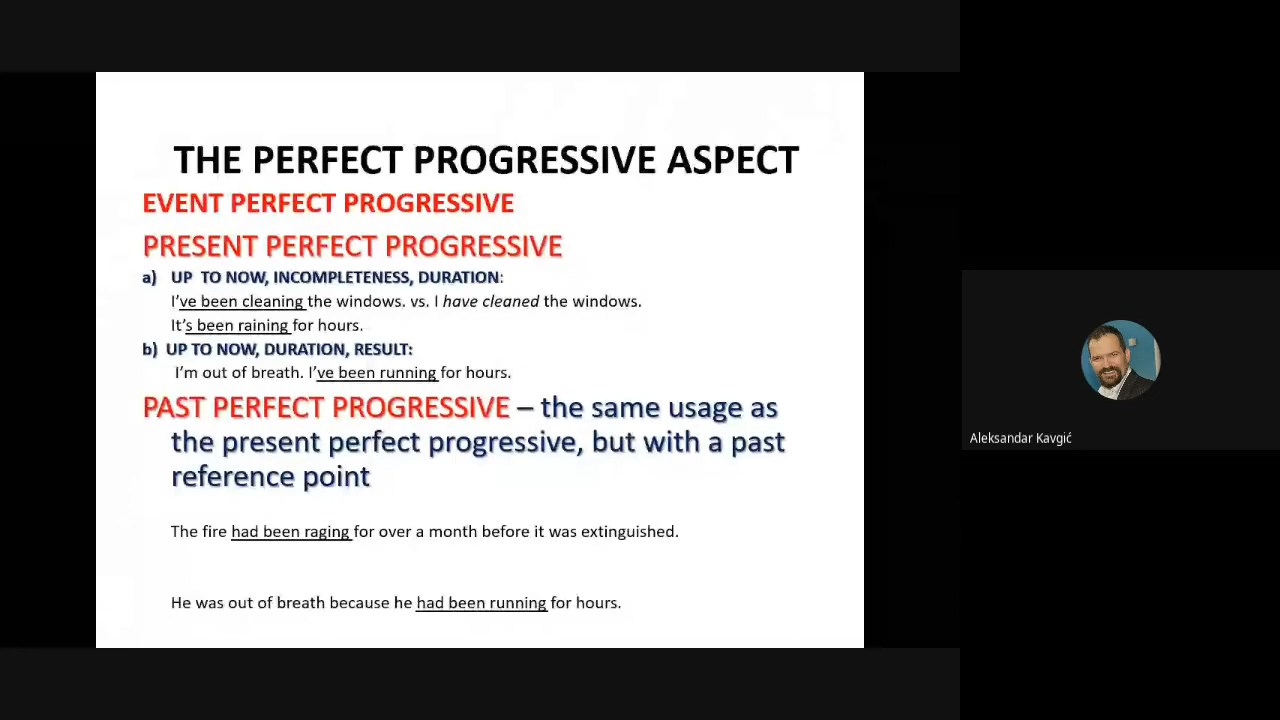 THE PERFECT PROGRESSIVE ASPECT
EVENT PERFECT PROGRESSIVE
PRESENT PERFECT PROGRESSIVE
a) UP TO NOW, INCOMPLETENESS, DURATION:
I've been cleaning the windows. vs. I have cleaned the windows.
It's been raining for hours.
b) UP TO NOW, DURATION, RESULT:
I'm out of breath. I've been running for hours.
PAST PERFECT PROGRESSIVE – the same usage as
the present perfect progressive, but with a past
reference point
The fire had been raging for over a month before it was extinguished.
He was out of breath because he had been running for hours.
Aleksandar Kavgić